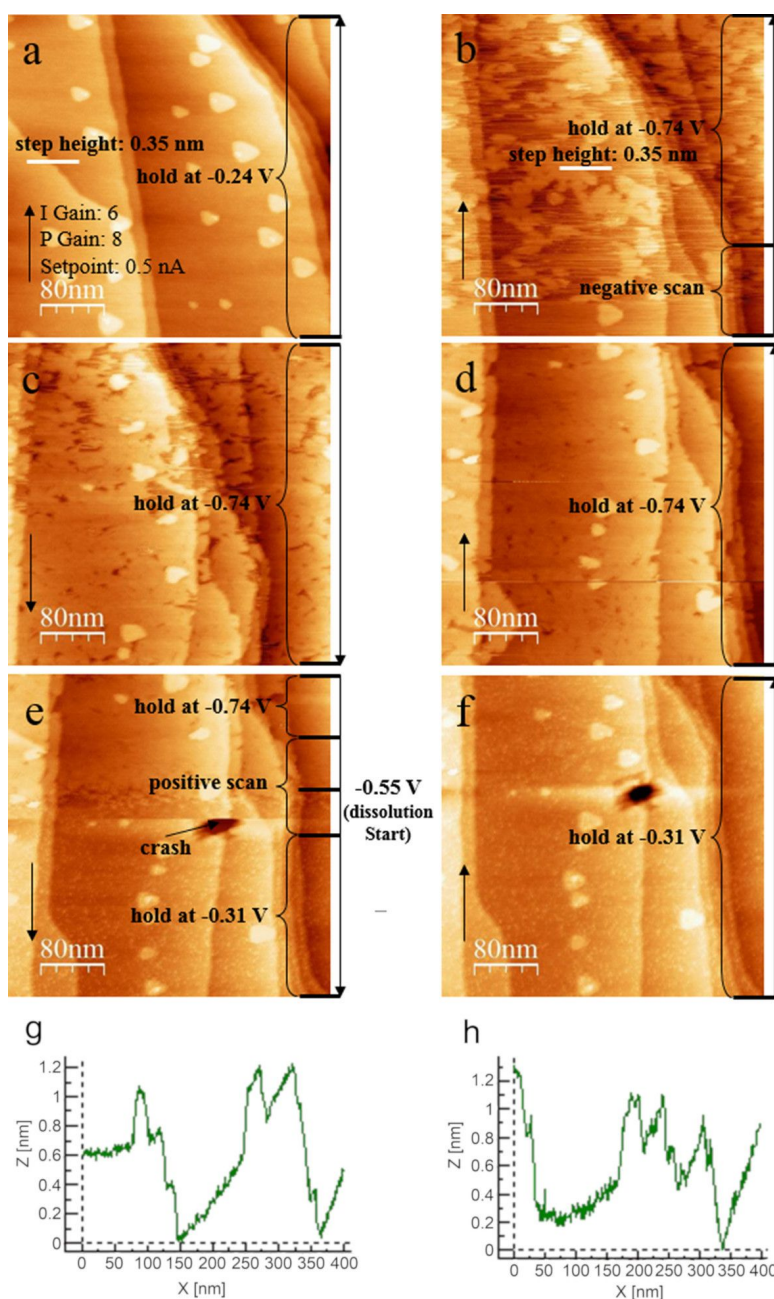 a
step height: 0.35 nm
hold at -0.24 V
I Gain: 6
P Gain: 8
Setpoint: 0.5 nA
80nm
b
hold at -0.74 V
step height: 0.35 nm
negative scan
80nm
c
hold at -0.74 V
80nm
d
hold at -0.74 V
80nm
e
hold at -0.74 V
positive scan
-0.55 V
(dissolution
Start)
crash
hold at -0.31 V
80nm
f
hold at -0.31 V
80nm
g
1.2
1
0.8
0.6
0.4
0.2
0
Z [nm]
0 50 100 150 200 250 300 350 400
X [nm]
h
1.2
1
0.8
0.6
0.4
0.2
0
Z [nm]
0 50 100 150 200 250 300 350 400
X [nm]